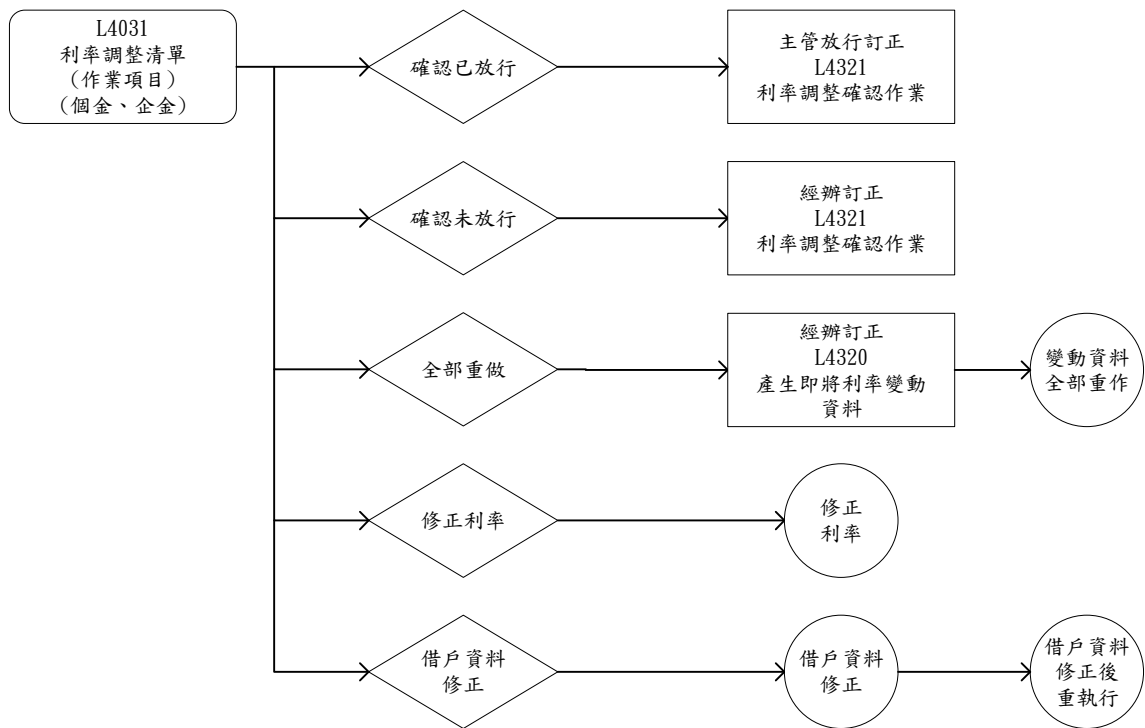 L4031
利率調整清單
(作業項目)
(個金、企金)
確認已放行
主管放行訂正
L4321
利率調整確認作業
確認未放行
經辦訂正
L4321
利率調整確認作業
全部重做
經辦訂正
L4320
產生即將利率變動
資料
變動資料
全部重作
修正利率
修正
利率
借戶資料
修正
借戶資料
修正
借戶資料
修正後
重執行